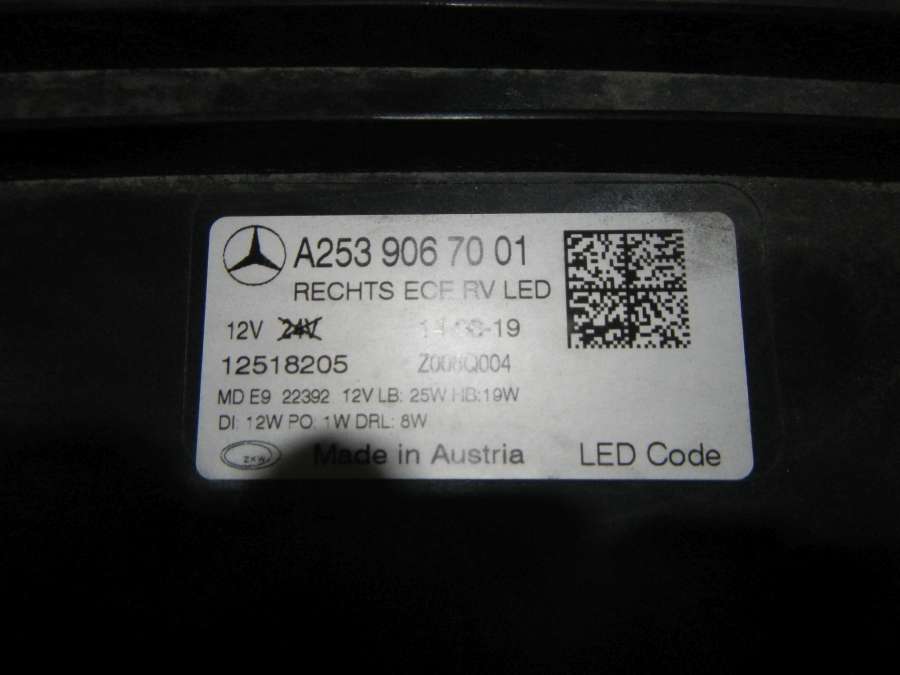 A253 906 70 01
RECHTS ECE RV LED
12V 24V
12518205
MD E9 22392 12V LB: 25W HB:19W
DI: 12W PO: 1W DRL: 8W
ZKW Made in Austria LED Code